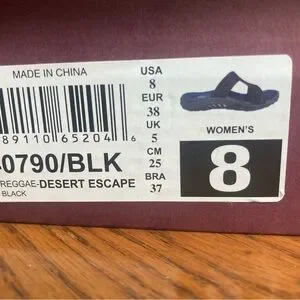 MADE IN CHINA
89110 65204 6
0790/BLK
REGGAE-DESERT ESCAPE
BLACK
USA
8
EUR
38
UK
5
CM
25
BRA
37
WOMEN'S
8